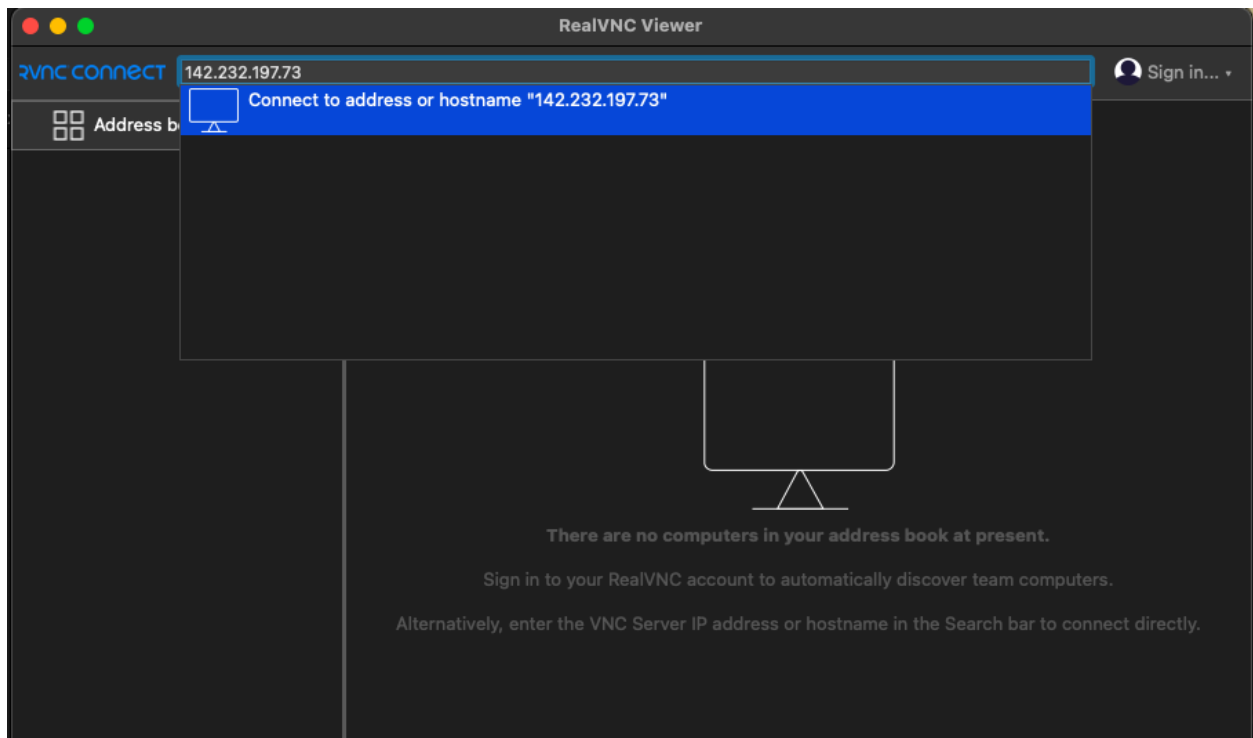 RealVNC Viewer
RVNC CONNECT
142.232.197.73
Sign in...
Connect to address or hostname "142.232.197.73"
Address b
There are no computers in your address book at present.
Sign in to your RealVNC account to automatically discover team computers.
Alternatively, enter the VNC Server IP address or hostname in the Search bar to connect directly.